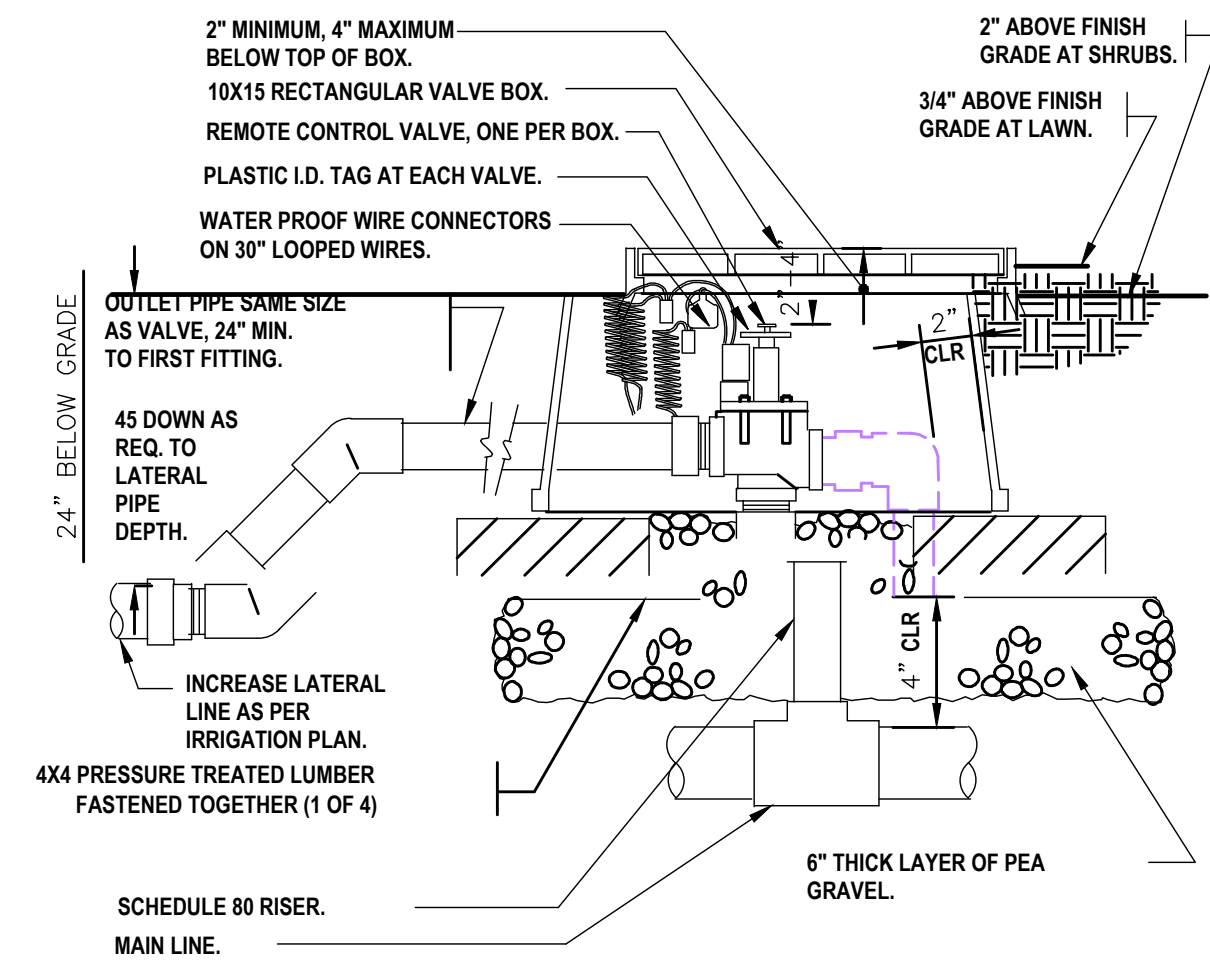 2" MINIMUM, 4" MAXIMUM
BELOW TOP OF BOX.
10X15 RECTANGULAR VALVE BOX.
REMOTE CONTROL VALVE, ONE PER BOX.
PLASTIC I.D. TAG AT EACH VALVE.
WATER PROOF WIRE CONNECTORS
ON 30" LOOPED WIRES.
2" ABOVE FINISH
GRADE AT SHRUBS.
3/4" ABOVE FINISH
GRADE AT LAWN.
2"-4"
2"
CLR
24" BELOW GRADE
OUTLET PIPE SAME SIZE
AS VALVE, 24" MIN.
TO FIRST FITTING.
45 DOWN AS
REQ. TO
LATERAL
PIPE
DEPTH.
4" CLR
INCREASE LATERAL
LINE AS PER
IRRIGATION PLAN.
4X4 PRESSURE TREATED LUMBER
FASTENED TOGETHER (1 OF 4)
6" THICK LAYER OF PEA
GRAVEL.
SCHEDULE 80 RISER.
MAIN LINE.